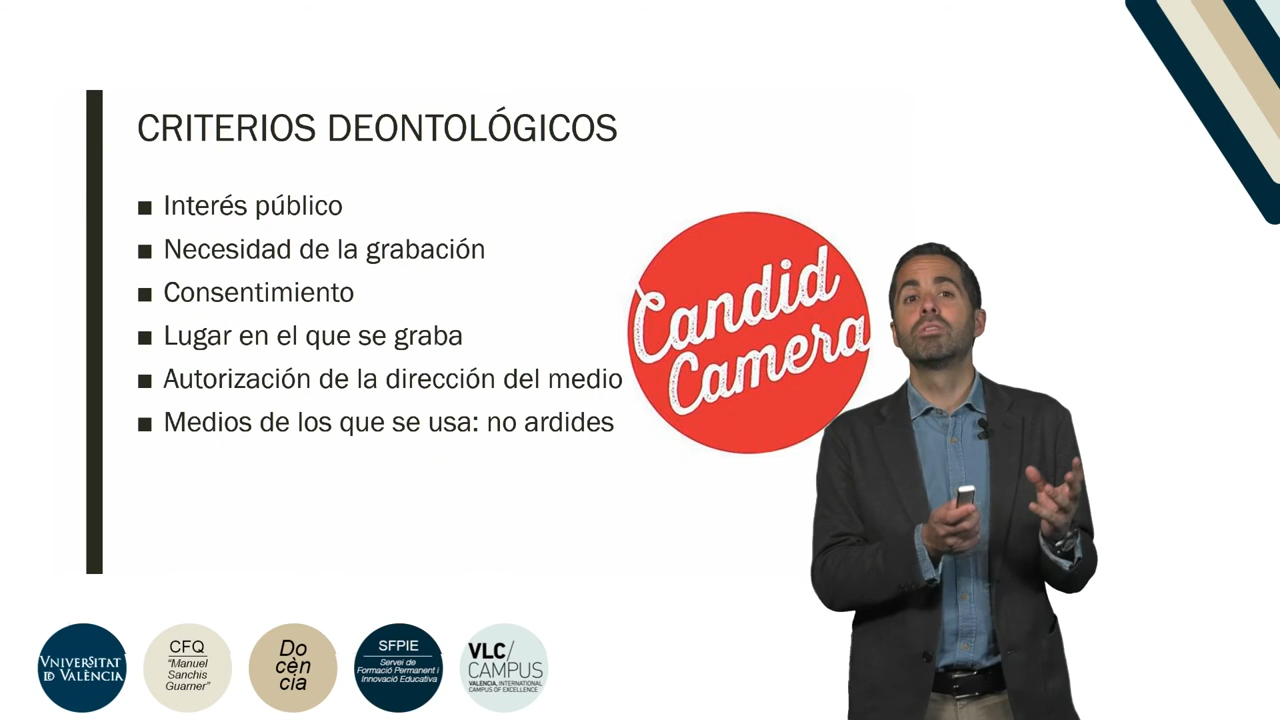 CRITERIOS DEONTOLÓGICOS
■ Interés público
■ Necesidad de la grabación
■ Consentimiento
■ Lugar en el que se graba
■ Autorización de la dirección del medio
■ Medios de los que se usa: no ardides
Candid
Camera
VNIVERSITAT
ID VALÈNCIA
CFQ
"Manuel
Sanchis
Guarner"
Do
cèn
cia
SFPIE
Servei de
Formació Permanent i
Innovació Educativa
VLC/
CAMPUS
VALENCIA, INTERNATIONAL
CAMPUS OF EXCELLENCE